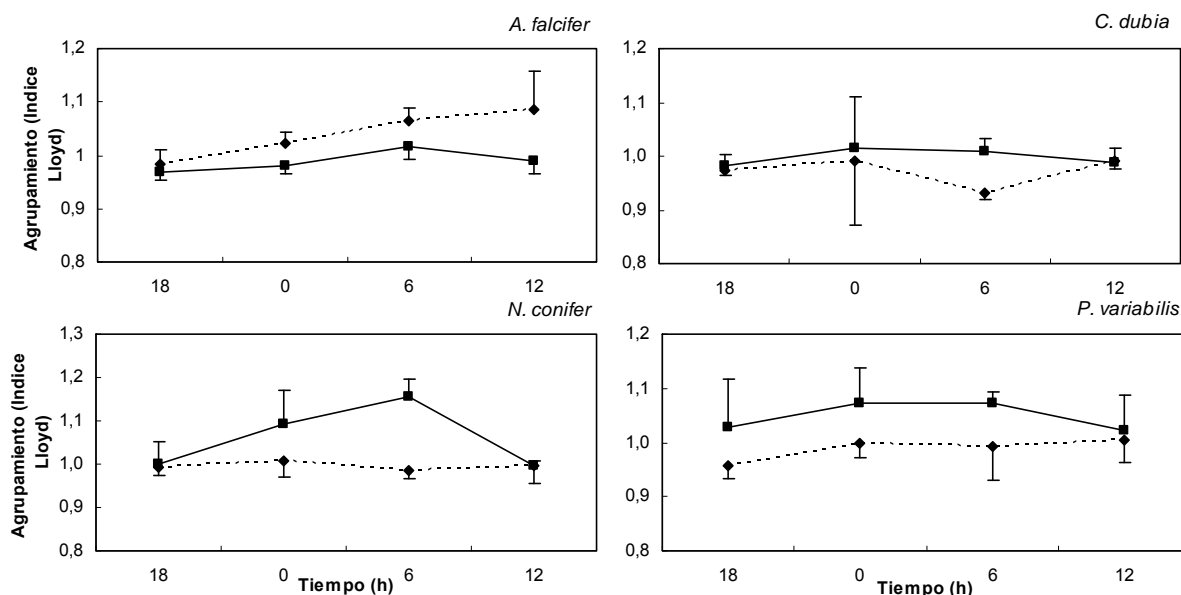 A. falcifer
C. dubia
Agrupamiento (Indice
Lloyd)
1,2
1,1
1
0,9
0,8
18 0 6 12
1,2
1,1
1,0
0,9
0,8
18 0 6 12
N. conifer
P. variabilis
Agrupamiento (Indice
Lloyd)
1,3
1,2
1,1
1,0
0,9
0,8
18 0 6 12
Tiempo (h)
1,2
1,1
1,0
0,9
0,8
18 0 6 12
Tiempo (h)